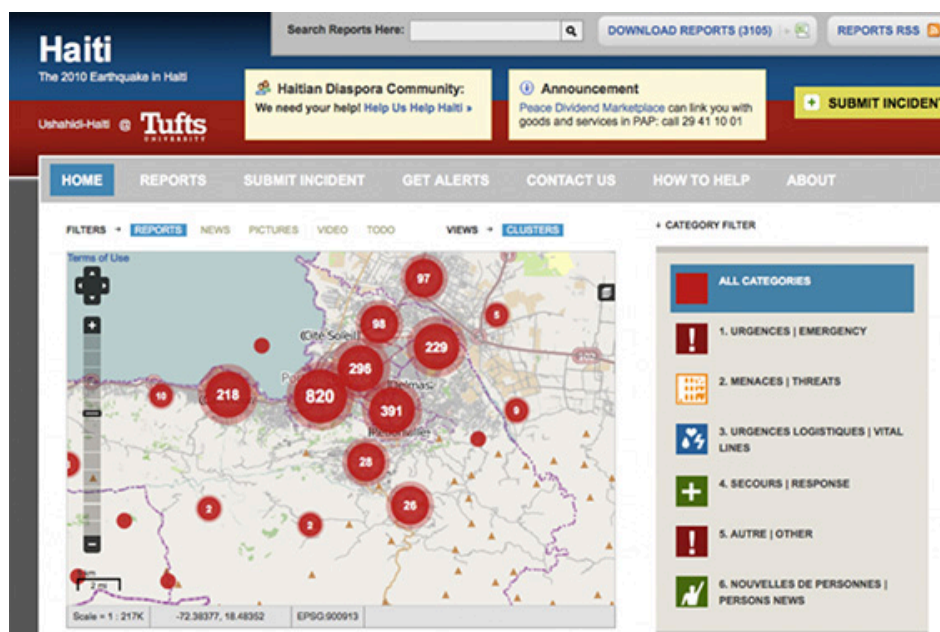 Haiti
The 2010 Earthquake in Haiti
Search Reports Here:
DOWNLOAD REPORTS (3105)
REPORTS RSS
Haitian Diaspora Community:
We need your help! Help Us Help Haiti »
Announcement
Peace Dividend Marketplace can link you with
goods and services in PAP: call 29 41 10 01
SUBMIT INCIDENT
Ushahidi-Haiti @ Tufts
UNIVERSITY
HOME REPORTS SUBMIT INCIDENT GET ALERTS CONTACT US HOW TO HELP ABOUT
FILTERS → REPORTS NEWS PICTURES VIDEO TODO VIEWS → CLUSTERS
Terms of Use
97
5
98
(Cité Soleil)
229
296
10
218
820
Delmas
391
9
28
26
2
2
2 mi
Scale = 1 : 217K
-72.38377, 18.48352
EPSG:900913
CATEGORY FILTER
ALL CATEGORIES
1. URGENCES | EMERGENCY
2. MENACES | THREATS
3. URGENCES LOGISTIQUES | VITAL
LINES
4. SECOURS | RESPONSE
5. AUTRE | OTHER
6. NOUVELLES DE PERSONNES |
PERSONS NEWS